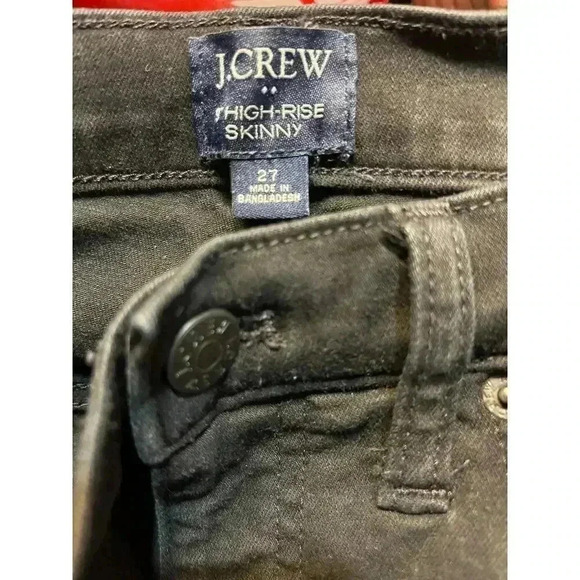 J.CREW
HIGH-RISE
SKINNY
27
MADE IN
BANGLADESH